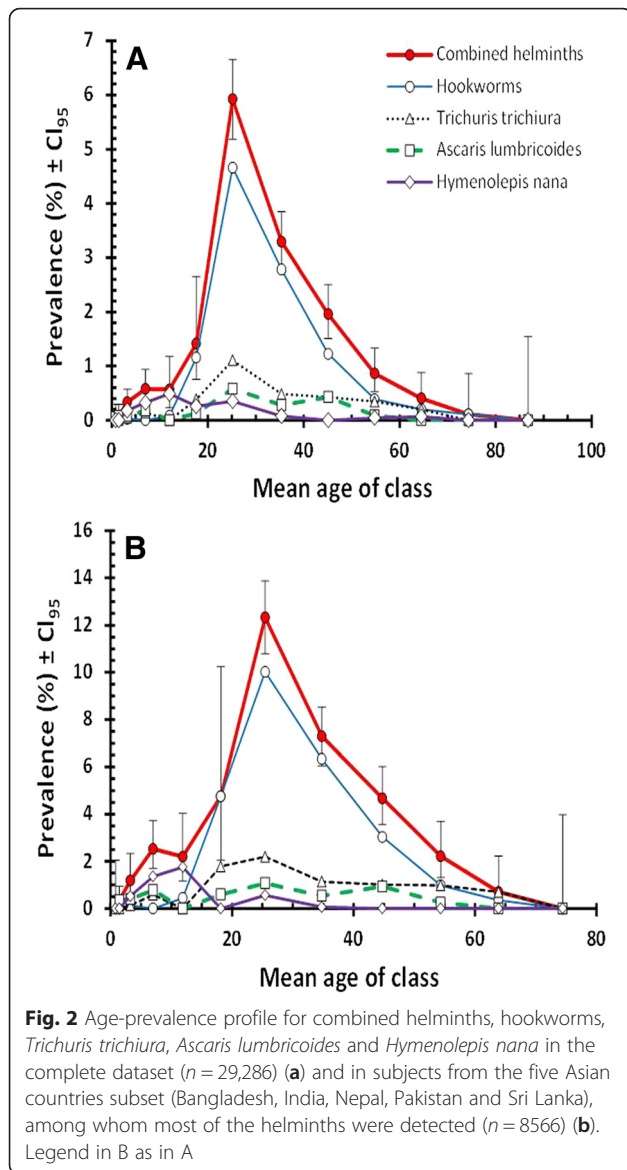 A
7
6
5
4
3
2
1
0
Prevalence (%) ± CI95
Combined helminths
Hookworms
Trichuris trichiura
Ascaris lumbricoides
Hymenolepis nana
0 20 40 60 80 100
Mean age of class
B
16
14
12
10
8
6
4
2
0
Prevalence (%) ± CI95
0 20 40 60 80
Mean age of class
Fig. 2 Age-prevalence profile for combined helminths, hookworms,
Trichuris trichiura, Ascaris lumbricoides and Hymenolepis nana in the
complete dataset (n = 29,286) (a) and in subjects from the five Asian
countries subset (Bangladesh, India, Nepal, Pakistan and Sri Lanka),
among whom most of the helminths were detected (n = 8566) (b).
Legend in B as in A